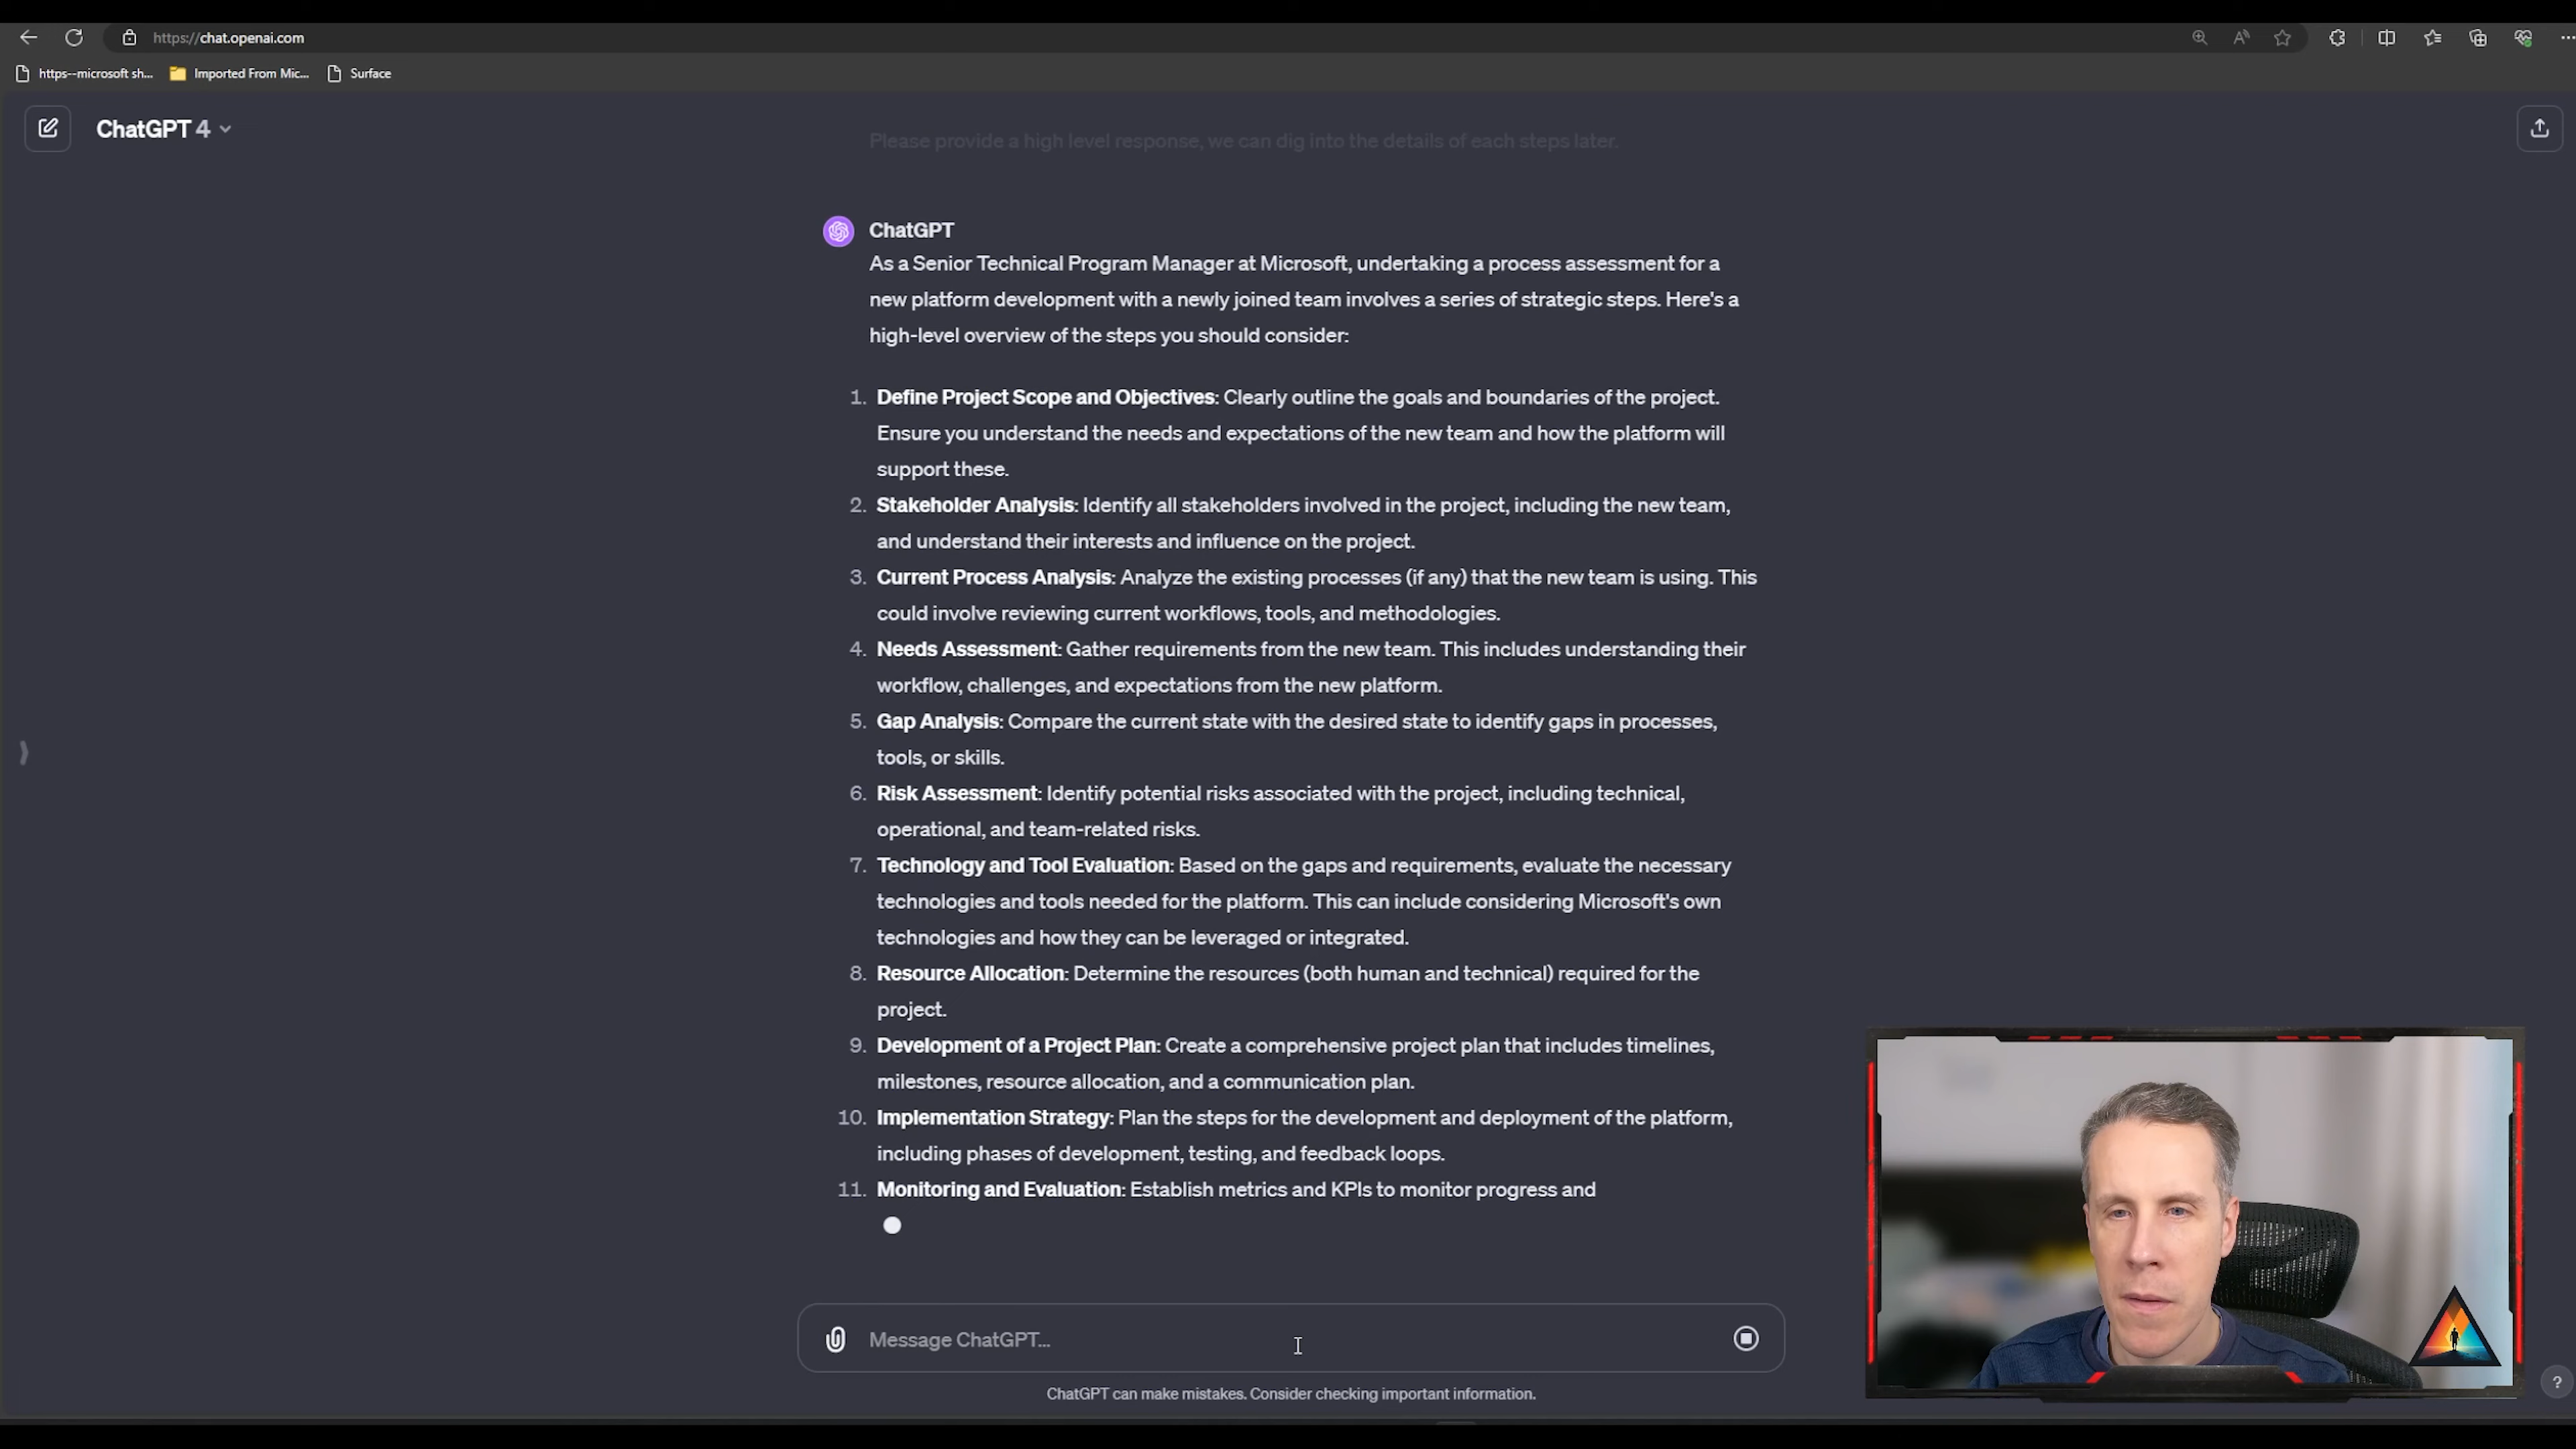 https://chat.openai.com
https--microsoft sh...
Imported From Mic...
Surface
ChatGPT 4
Please provide a high level response, we can dig into the details of each steps later.
ChatGPT
As a Senior Technical Program Manager at Microsoft, undertaking a process assessment for a
new platform development with a newly joined team involves a series of strategic steps. Here's a
high-level overview of the steps you should consider:
1. Define Project Scope and Objectives: Clearly outline the goals and boundaries of the project.
Ensure you understand the needs and expectations of the new team and how the platform will
support these.
2. Stakeholder Analysis: Identify all stakeholders involved in the project, including the new team,
and understand their interests and influence on the project.
3. Current Process Analysis: Analyze the existing processes (if any) that the new team is using. This
could involve reviewing current workflows, tools, and methodologies.
4. Needs Assessment: Gather requirements from the new team. This includes understanding their
workflow, challenges, and expectations from the new platform.
5. Gap Analysis: Compare the current state with the desired state to identify gaps in processes,
tools, or skills.
6. Risk Assessment: Identify potential risks associated with the project, including technical,
operational, and team-related risks.
7. Technology and Tool Evaluation: Based on the gaps and requirements, evaluate the necessary
technologies and tools needed for the platform. This can include considering Microsoft's own
technologies and how they can be leveraged or integrated.
8. Resource Allocation: Determine the resources (both human and technical) required for the
project.
9. Development of a Project Plan: Create a comprehensive project plan that includes timelines,
milestones, resource allocation, and a communication plan.
10. Implementation Strategy: Plan the steps for the development and deployment of the platform,
including phases of development, testing, and feedback loops.
11. Monitoring and Evaluation: Establish metrics and KPIs to monitor progress and
Message ChatGPT...
ChatGPT can make mistakes. Consider checking important information.
?